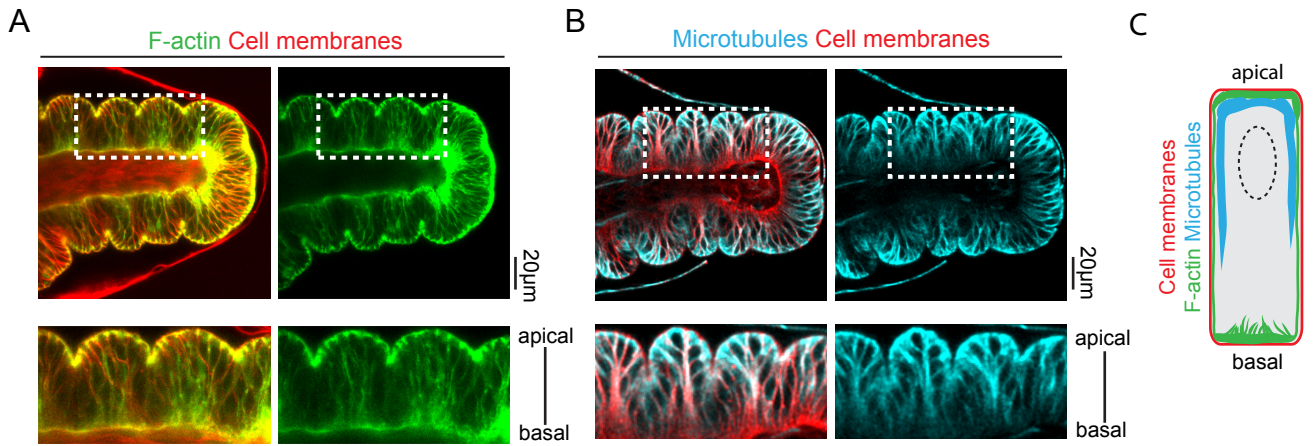 A
F-actin Cell membranes
20µm
apical
basal
B
Microtubules Cell membranes
20µm
apical
basal
C
apical
Cell membranes
F-actin Microtubules
basal